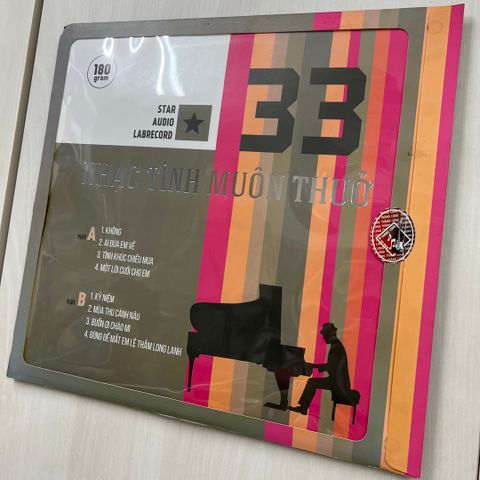 180
gram
STAR
AUDIO
LABRECORD
33
NHẠC TÌNH MUÔN THUỞ
MẶT A
1. KHÔNG
2. AI ĐƯA EM VỀ
3. TÌNH KHÚC CHIỀU MƯA
4. MỘT LỜI CUỐI CHO EM
MẶT B
1. KỶ NIỆM
2. MÙA THU CÁNH NÂU
3. BUỒN ƠI CHÀO MI
4. ĐỪNG ĐỂ MẮT EM LỆ THẮM LONG LANH